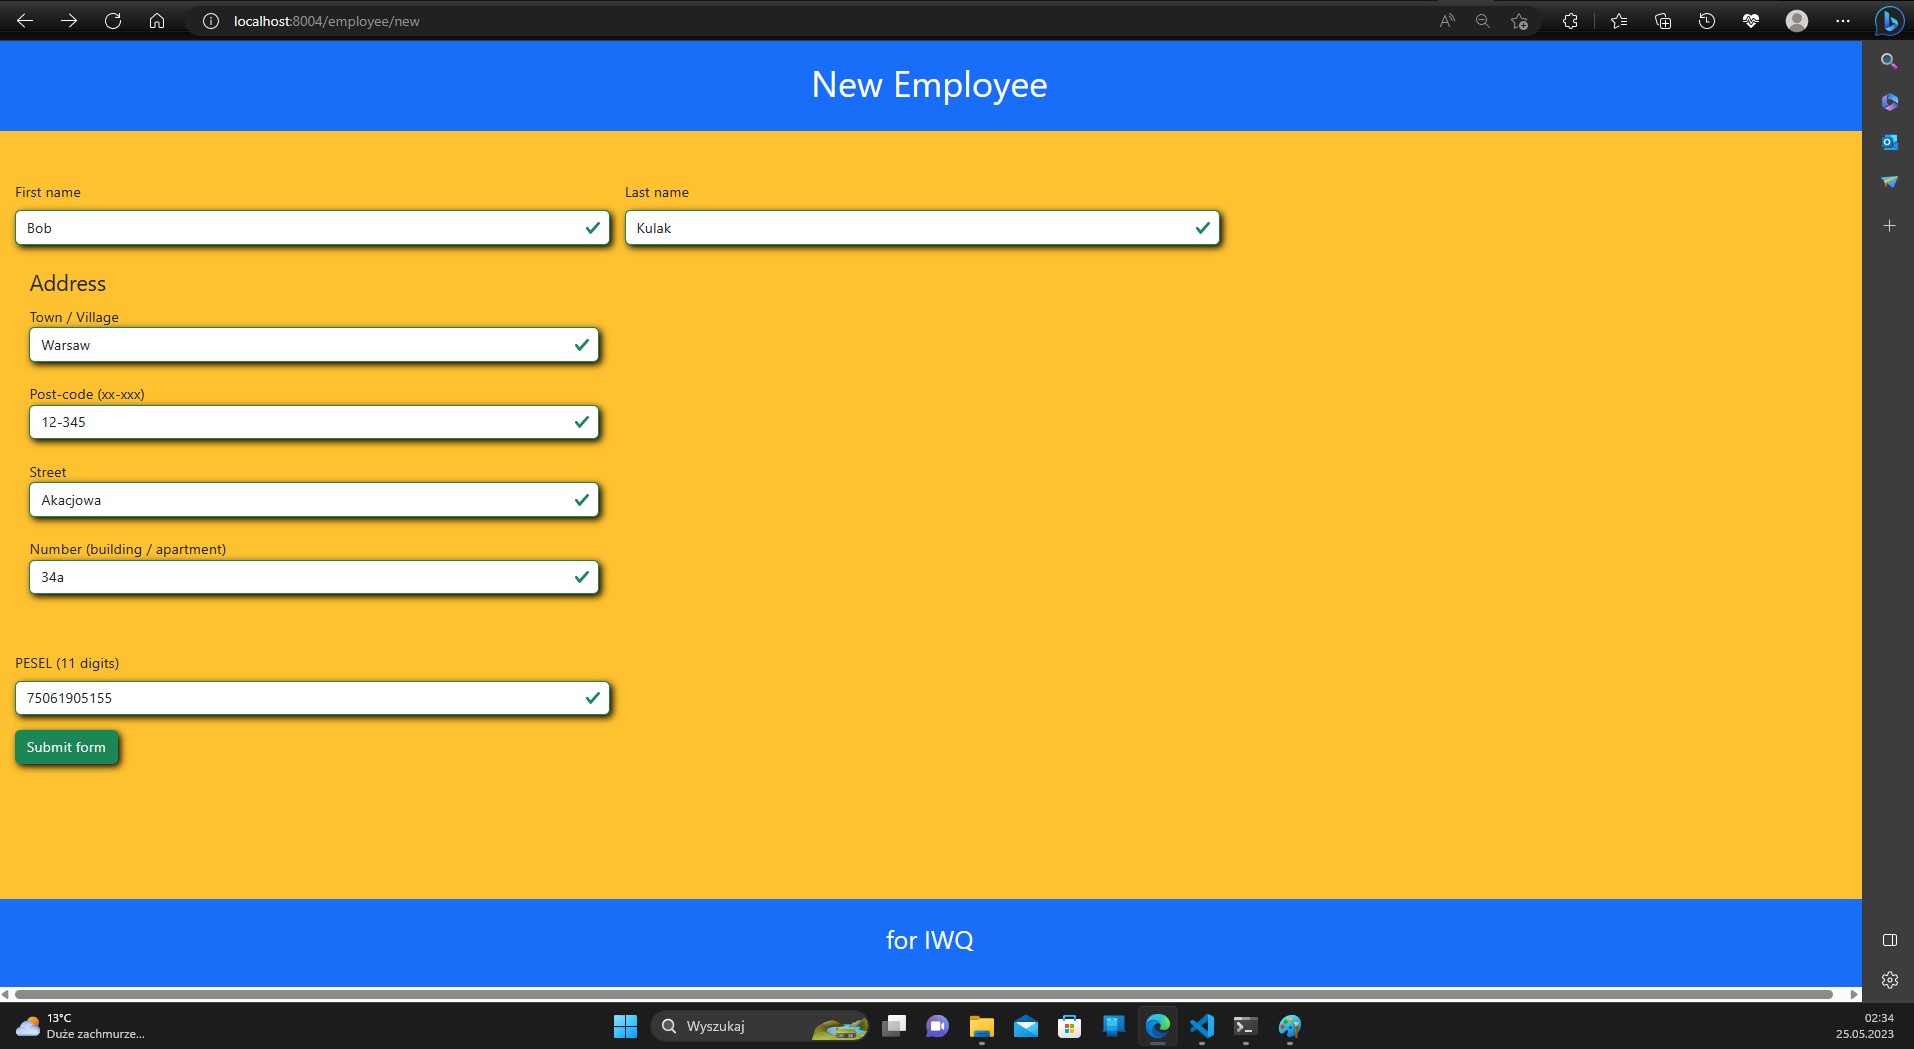 localhost:8004/employee/new
New Employee
First name
Last name
Bob
Kulak
Address
Town / Village
Warsaw
Post-code (xx-xxx)
12-345
Street
Akacjowa
Number (building / apartment)
34a
PESEL (11 digits)
75061905155
Submit form
for IWQ
13°C
Duże zachmurze...
Wyszukaj
02:34
25.05.2023